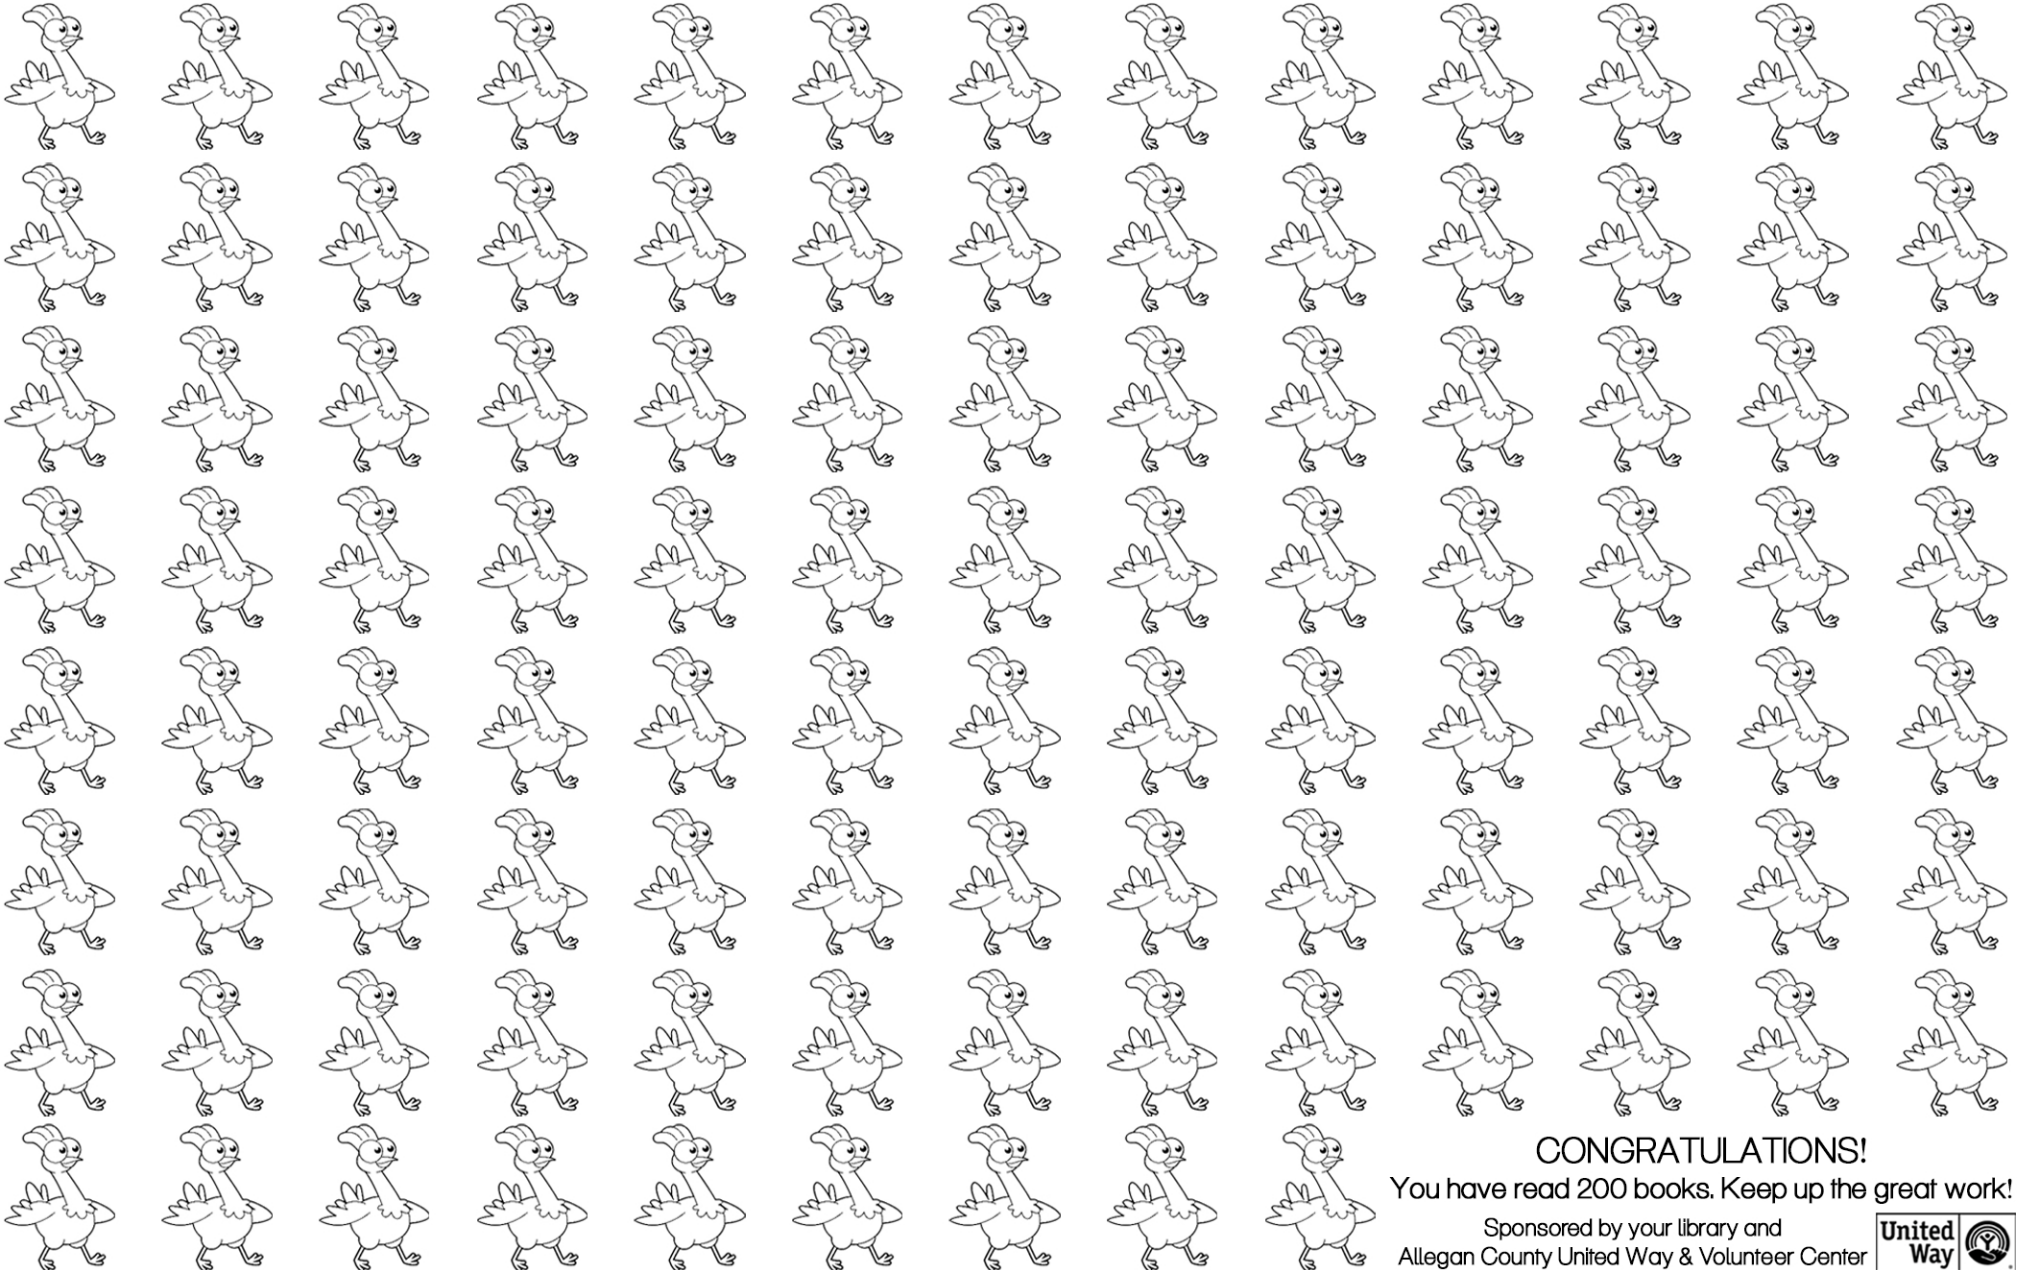 CONGRATULATIONS!
You have read 200 books. Keep up the great work!
Sponsored by your library and
Allegan County United Way & Volunteer Center
United
Way